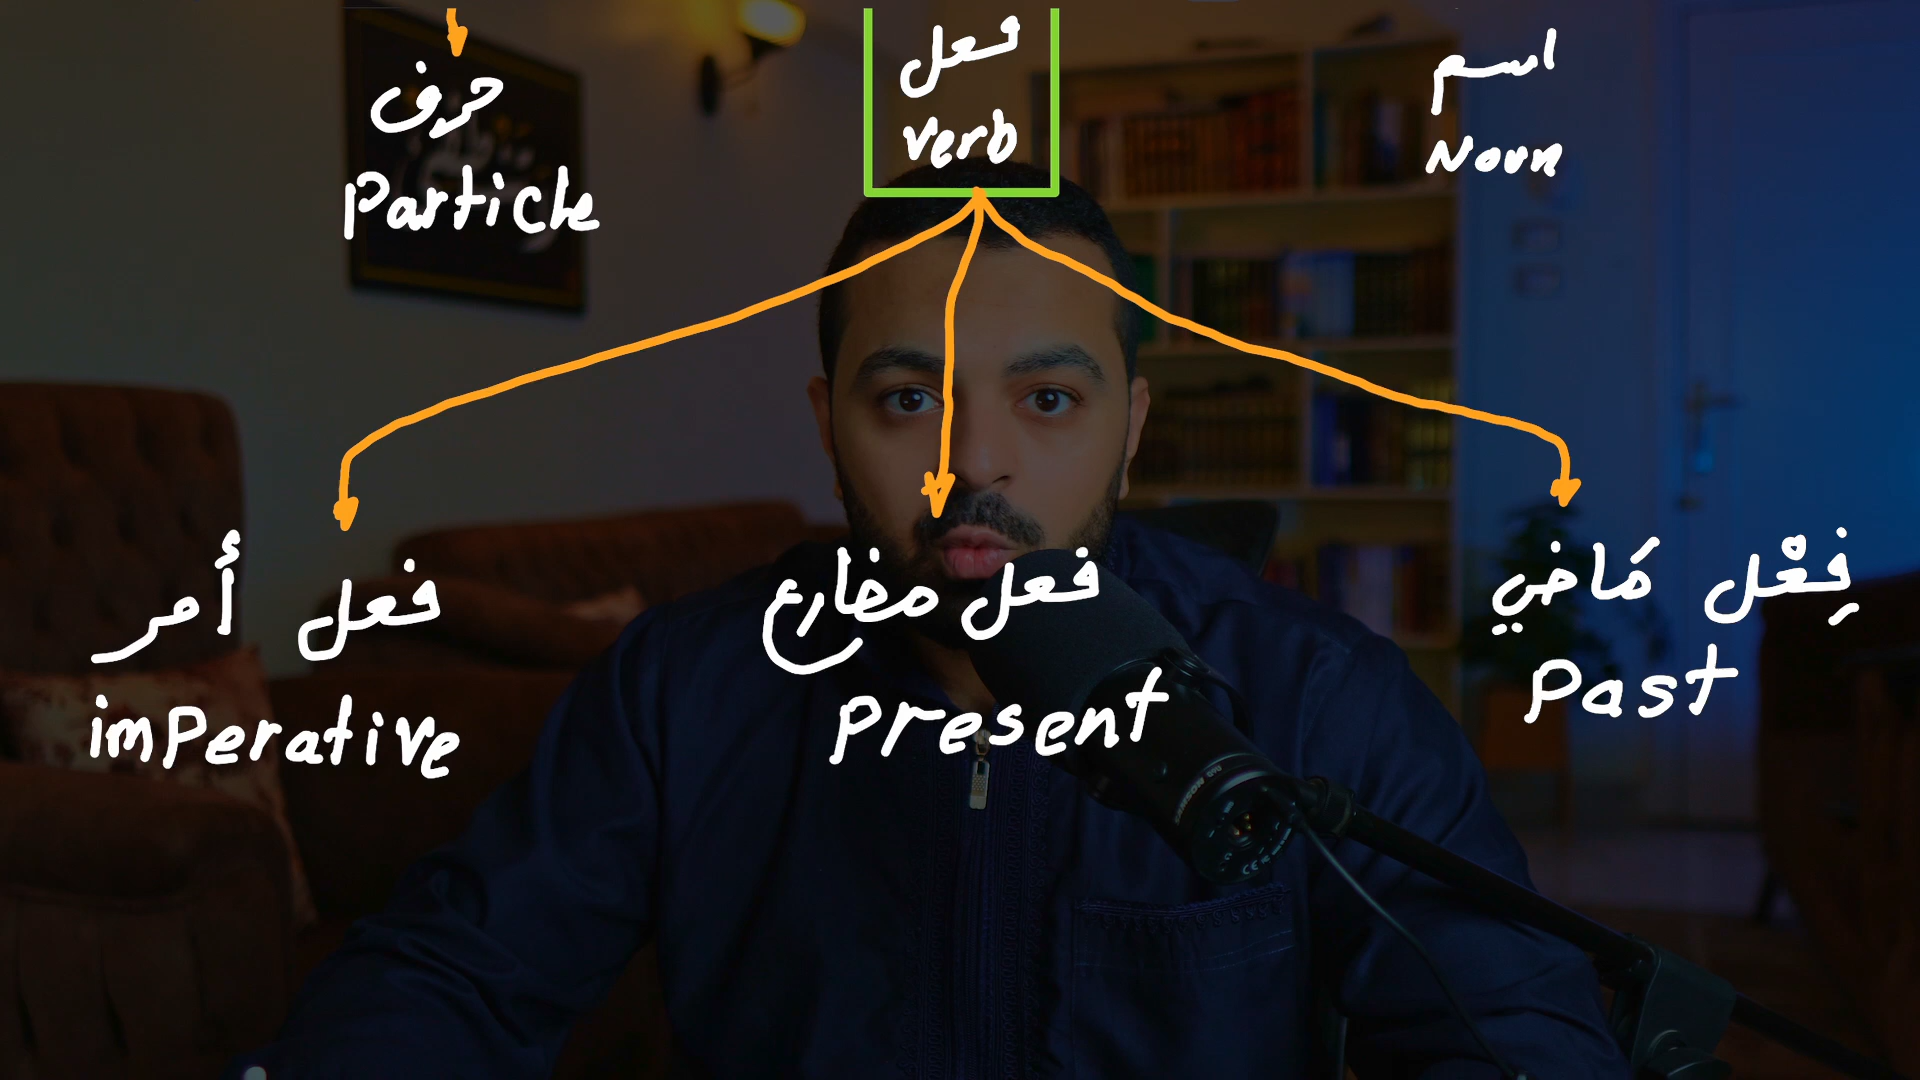 اسم
Noun
فعل
verb
حرف
Particle
فِعْل مَاضي
Past
فعل مضارع
Present
فعل أمر
imPerative